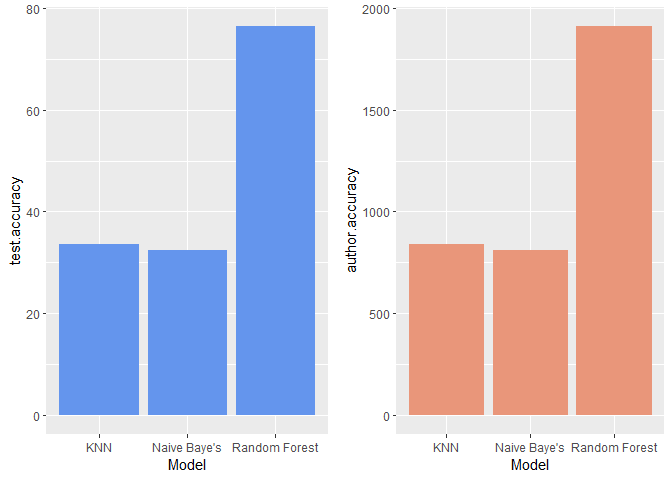 80
60
40
20
0
test.accuracy
KNN
Naive Baye's
Random Forest
Model
2000
1500
1000
500
0
author.accuracy
KNN
Naive Baye's
Random Forest
Model